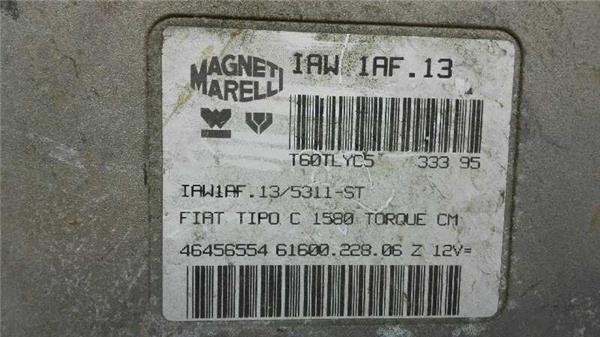 MAGNETI
MARELLI
IAW 1AF.13
T60TLYC5 333 95
IAW1AF.13/5311-ST
FIAT TIPO C 1580 TORQUE CM
46456554 61600.228.06 Z 12V=